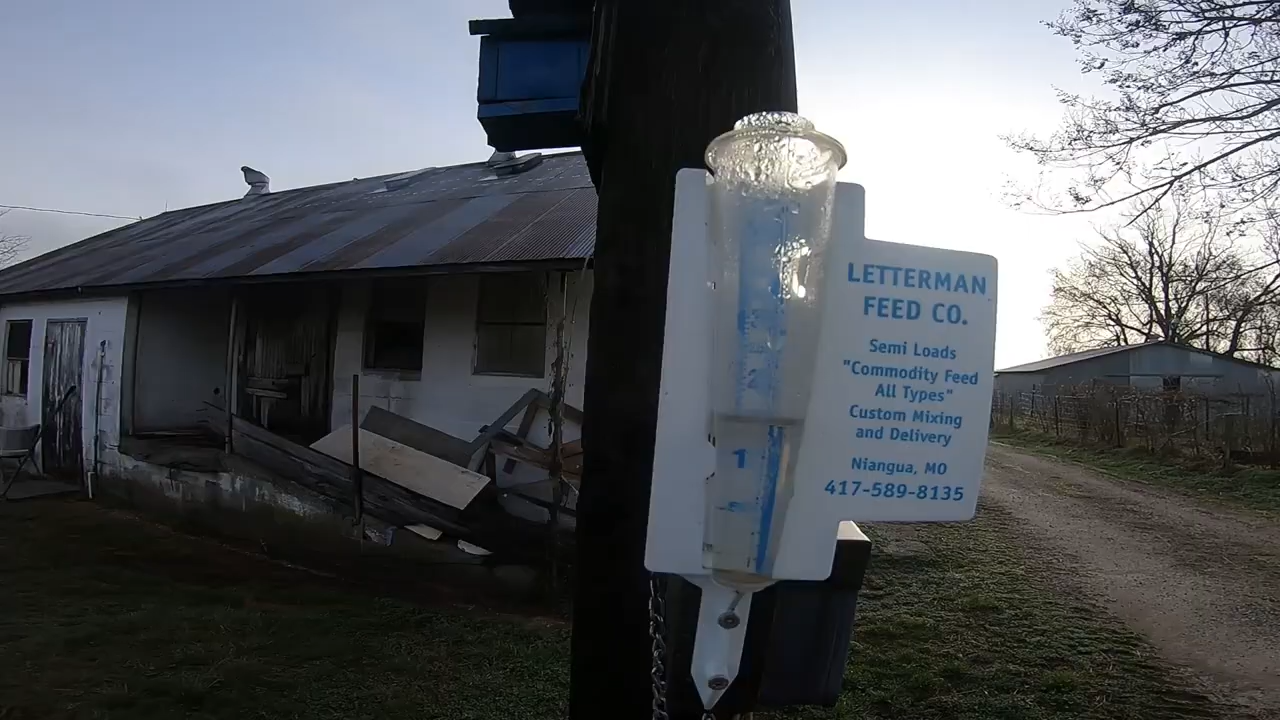 LETTERMAN
FEED CO.
Semi Loads
"Commodity Feed
All Types"
Custom Mixing
and Delivery
Niangua, MO
417-589-8135
1